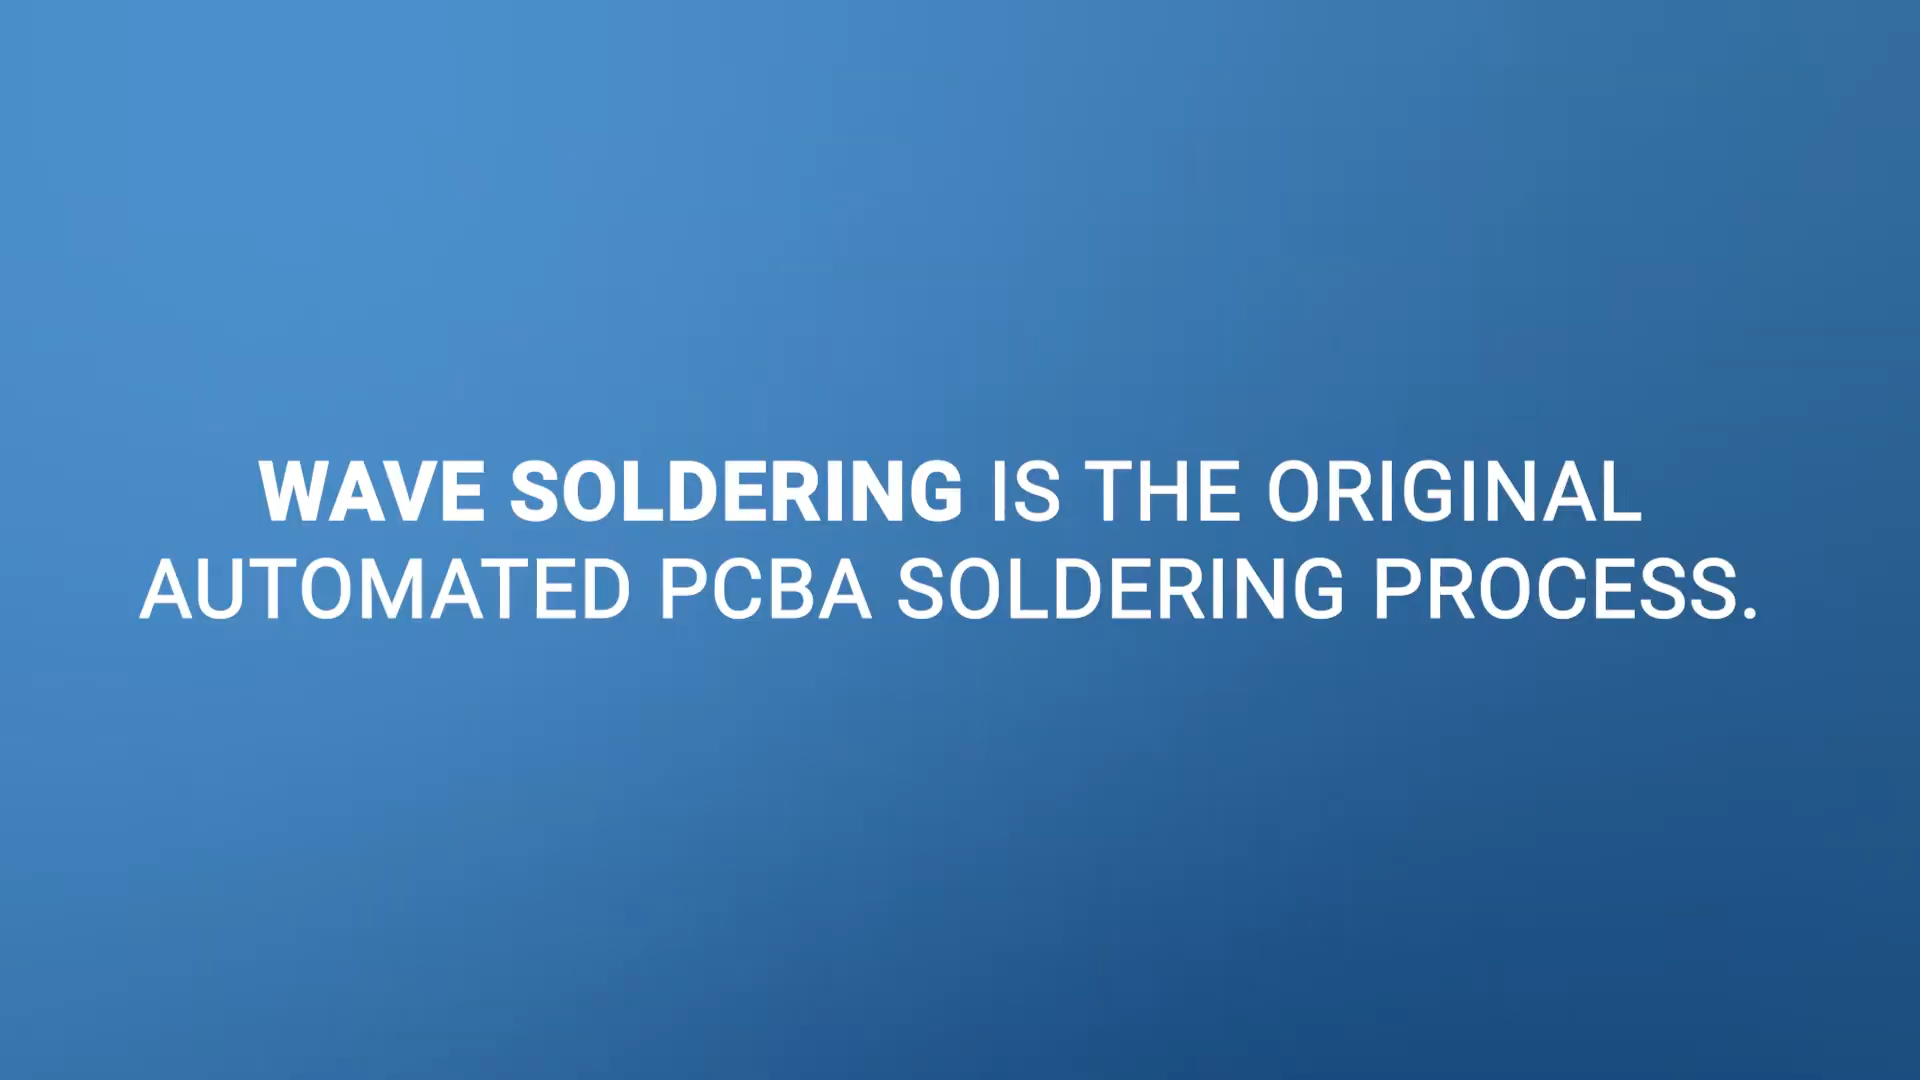 WAVE SOLDERING IS THE ORIGINAL
AUTOMATED PCBA SOLDERING PROCESS.